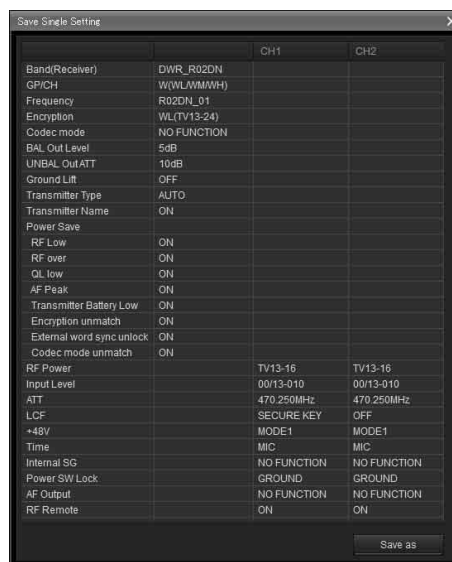 Save Single Setting
CH1 CH2
Band(Receiver) DWR_R02DN
GP/CH W(WL/WM/WH)
Frequency R02DN_01
Encryption WL(TV13-24)
Codec mode NO FUNCTION
BAL Out Level 5dB
UNBAL OutATT 10dB
Ground Lift OFF
Transmitter Type AUTO
Transmitter Name ON
Power Save
RF Low ON
RF over ON
QL low ON
AF Peak ON
Transmitter Battery Low ON
Encryption unmatch ON
External word sync unlock ON
Codec mode unmatch ON
RF Power TV13-16 TV13-16
Input Level 00/13-010 00/13-010
ATT 470.250MHz 470.250MHz
LCF SECURE KEY OFF
+48V MODE1 MODE1
Time MIC MIC
Internal SG NO FUNCTION NO FUNCTION
Power SW Lock GROUND GROUND
AF Output NO FUNCTION NO FUNCTION
RF Remote ON ON
Save as